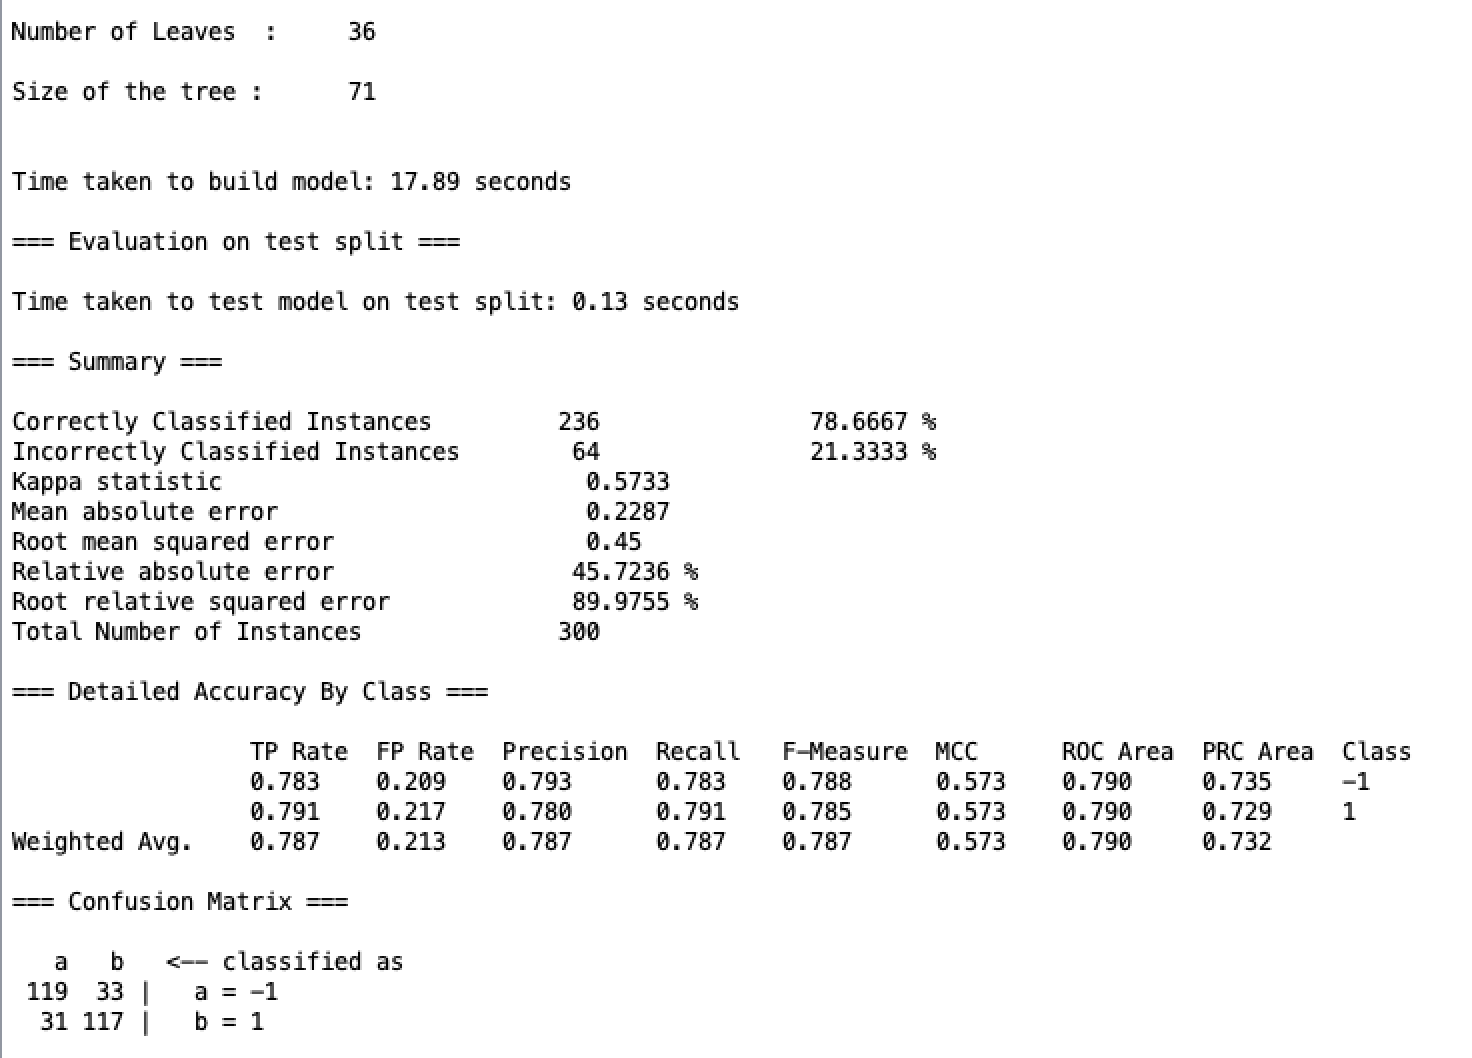 Number of Leaves  :     36
Size of the tree :      71
Time taken to build model: 17.89 seconds
=== Evaluation on test split ===
Time taken to test model on test split: 0.13 seconds
=== Summary ===
Correctly Classified Instances         236               78.6667 %
Incorrectly Classified Instances        64               21.3333 %
Kappa statistic                          0.5733
Mean absolute error                      0.2287
Root mean squared error                  0.45
Relative absolute error                 45.7236 %
Root relative squared error             89.9755 %
Total Number of Instances              300
=== Detailed Accuracy By Class ===
                 TP Rate  FP Rate  Precision  Recall   F-Measure  MCC      ROC Area  PRC Area  Class
                 0.783    0.209    0.793      0.783    0.788      0.573    0.790     0.735     -1
                 0.791    0.217    0.780      0.791    0.785      0.573    0.790     0.729     1
Weighted Avg.    0.787    0.213    0.787      0.787    0.787      0.573    0.790     0.732
=== Confusion Matrix ===
   a   b   <-- classified as
 119  33 |   a = -1
  31 117 |   b = 1